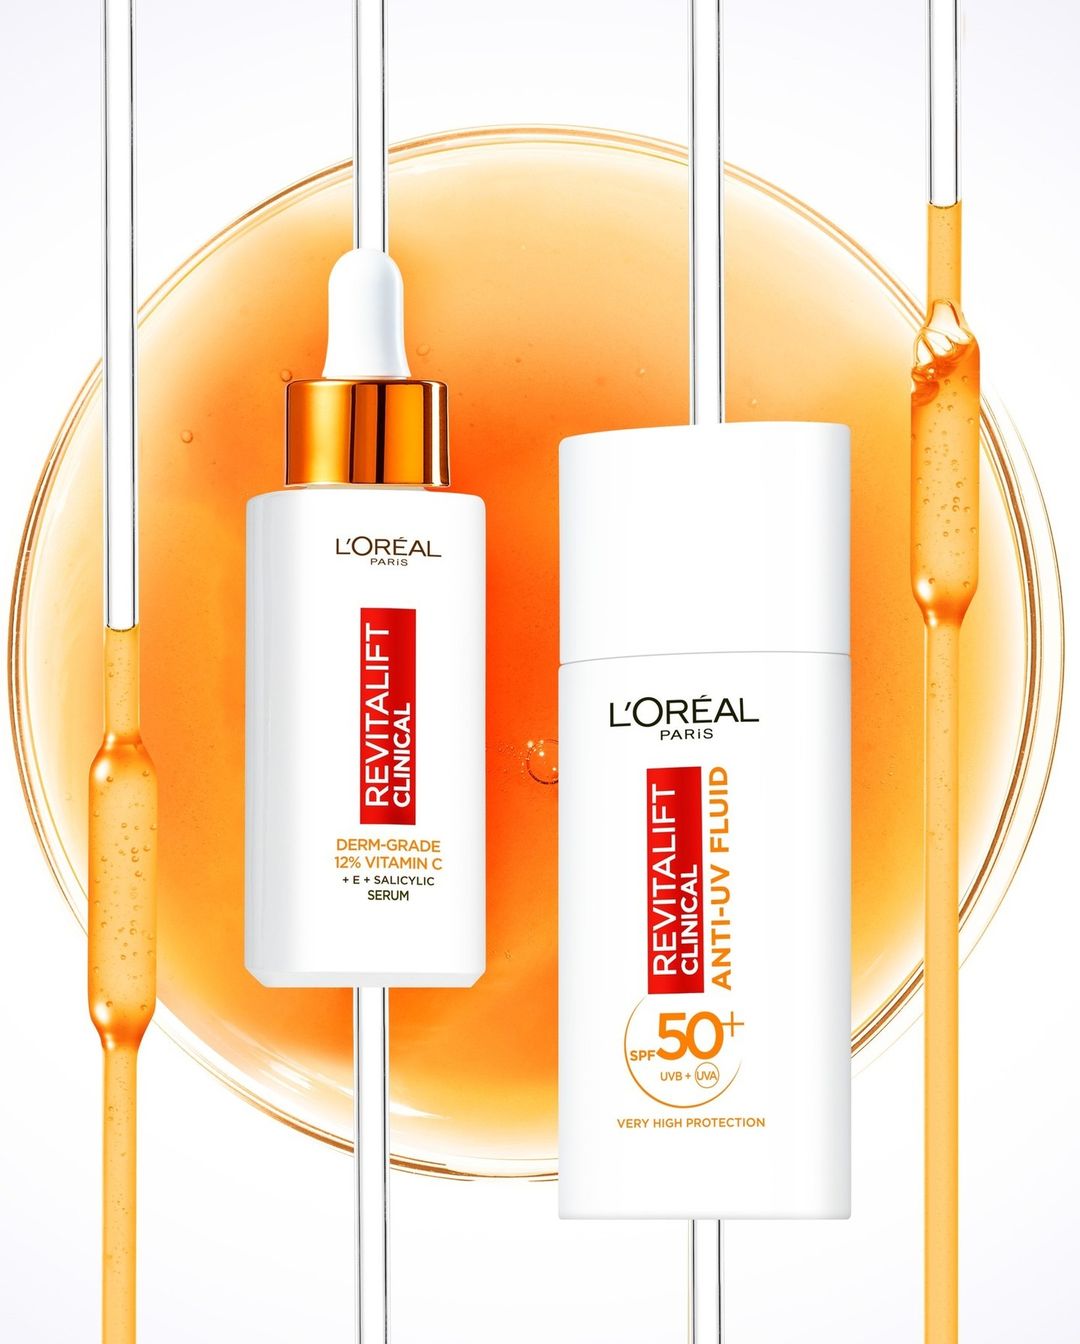 L'ORÉAL
PARiS
REVITALIFT
CLINICAL
DERM-GRADE
12% VITAMIN C
+ E + SALICYLIC
SERUM
L'ORÉAL
PARiS
REVITALIFT
CLINICAL
ANTI-UV FLUID
SPF 50+
UVB + UVA
VERY HIGH PROTECTION